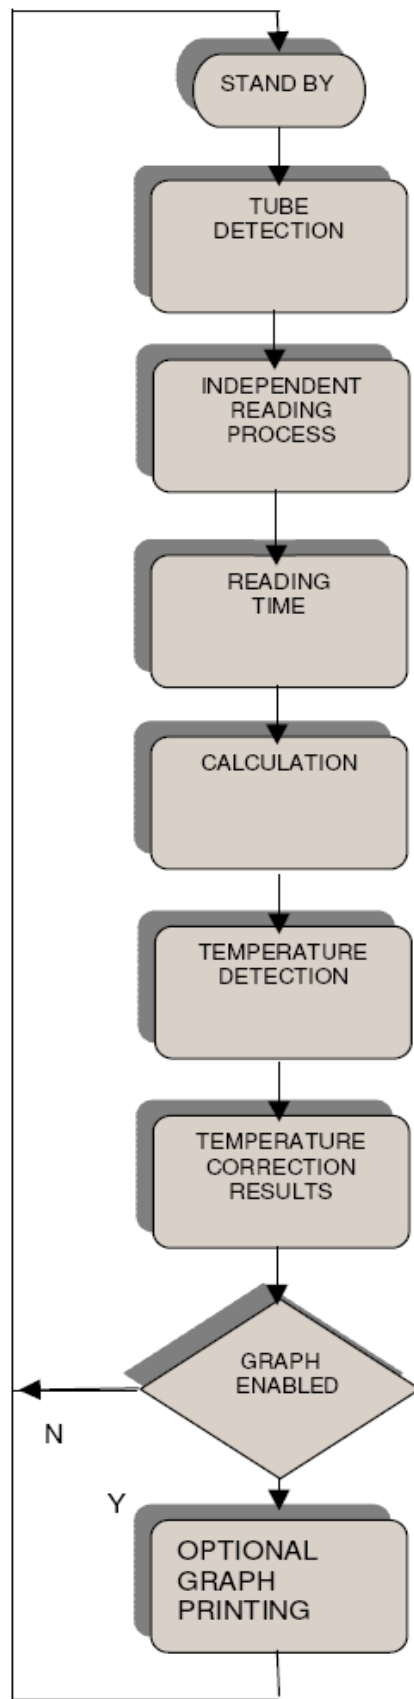 STAND BY
TUBE
DETECTION
INDEPENDENT
READING
PROCESS
READING
TIME
CALCULATION
TEMPERATURE
DETECTION
TEMPERATURE
CORRECTION
RESULTS
GRAPH
ENABLED
N
Y
OPTIONAL
GRAPH
PRINTING